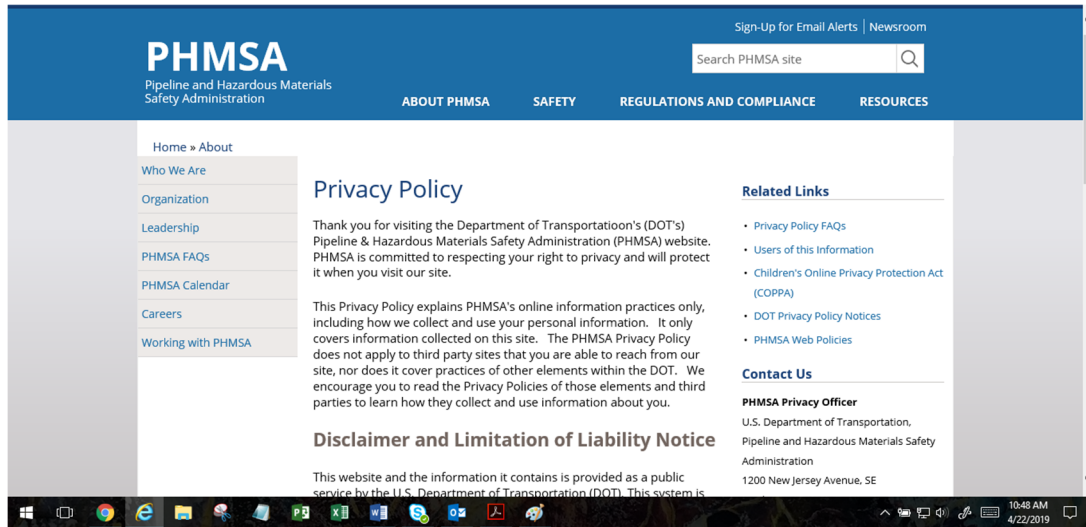 Sign-Up for Email Alerts | Newsroom
PHMSA
Pipeline and Hazardous Materials
Safety Administration
Search PHMSA site
ABOUT PHMSA SAFETY REGULATIONS AND COMPLIANCE RESOURCES
Home » About
Who We Are
Organization
Leadership
PHMSA FAQs
PHMSA Calendar
Careers
Working with PHMSA
Privacy Policy
Thank you for visiting the Department of Transportatioon's (DOT's)
Pipeline & Hazardous Materials Safety Administration (PHMSA) website.
PHMSA is committed to respecting your right to privacy and will protect
it when you visit our site.
This Privacy Policy explains PHMSA's online information practices only,
including how we collect and use your personal information.   It only
covers information collected on this site.   The PHMSA Privacy Policy
does not apply to third party sites that you are able to reach from our
site, nor does it cover practices of other elements within the DOT.   We
encourage you to read the Privacy Policies of those elements and third
parties to learn how they collect and use information about you.
Disclaimer and Limitation of Liability Notice
This website and the information it contains is provided as a public
service by the U.S. Department of Transportation (DOT). This system is
Related Links
• Privacy Policy FAQs
• Users of this Information
• Children's Online Privacy Protection Act
(COPPA)
• DOT Privacy Policy Notices
• PHMSA Web Policies
Contact Us
PHMSA Privacy Officer
U.S. Department of Transportation,
Pipeline and Hazardous Materials Safety
Administration
1200 New Jersey Avenue, SE
10:48 AM
4/22/2019